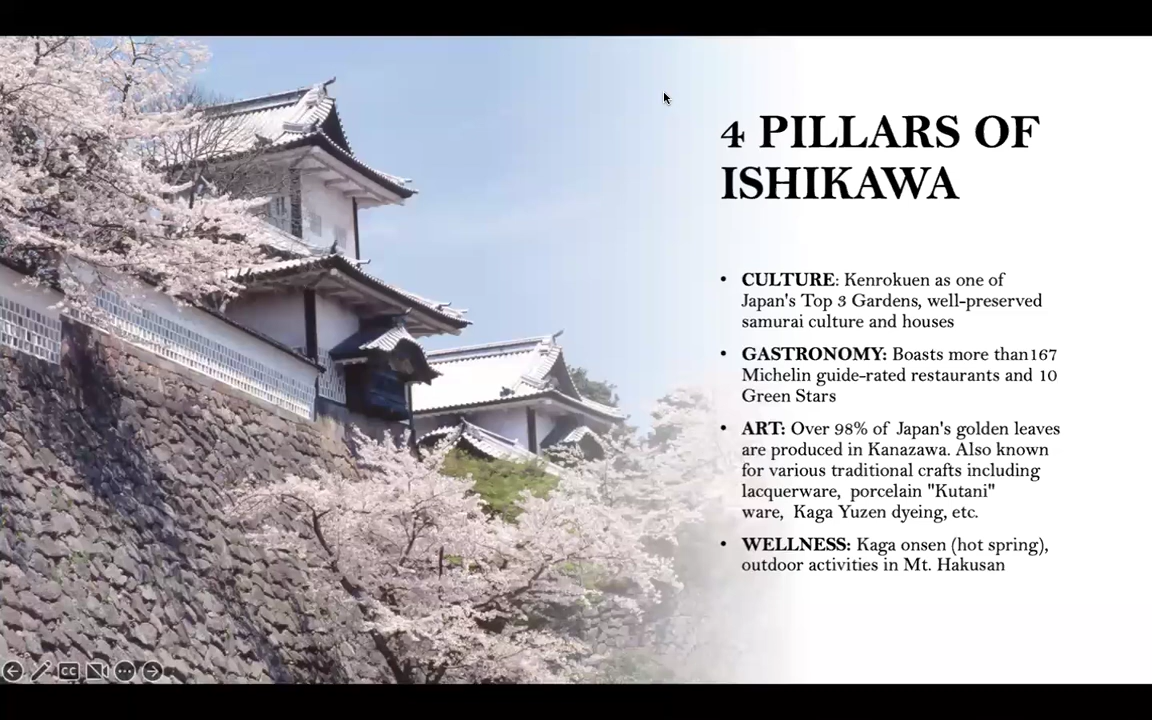 4 PILLARS OF
ISHIKAWA
• CULTURE: Kenrokuen as one of
Japan's Top 3 Gardens, well-preserved
samurai culture and houses
• GASTRONOMY: Boasts more than167
Michelin guide-rated restaurants and 10
Green Stars
• ART: Over 98% of Japan's golden leaves
are produced in Kanazawa. Also known
for various traditional crafts including
lacquerware, porcelain "Kutani"
ware, Kaga Yuzen dyeing, etc.
• WELLNESS: Kaga onsen (hot spring),
outdoor activities in Mt. Hakusan
CC